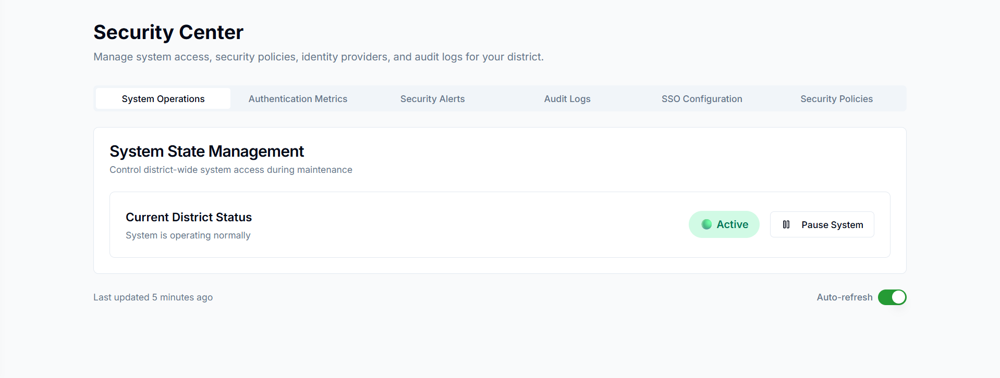 Security Center
Manage system access, security policies, identity providers, and audit logs for your district.
System Operations
Authentication Metrics
Security Alerts
Audit Logs
SSO Configuration
Security Policies
System State Management
Control district-wide system access during maintenance
Current District Status
System is operating normally
Active
Pause System
Last updated 5 minutes ago
Auto-refresh